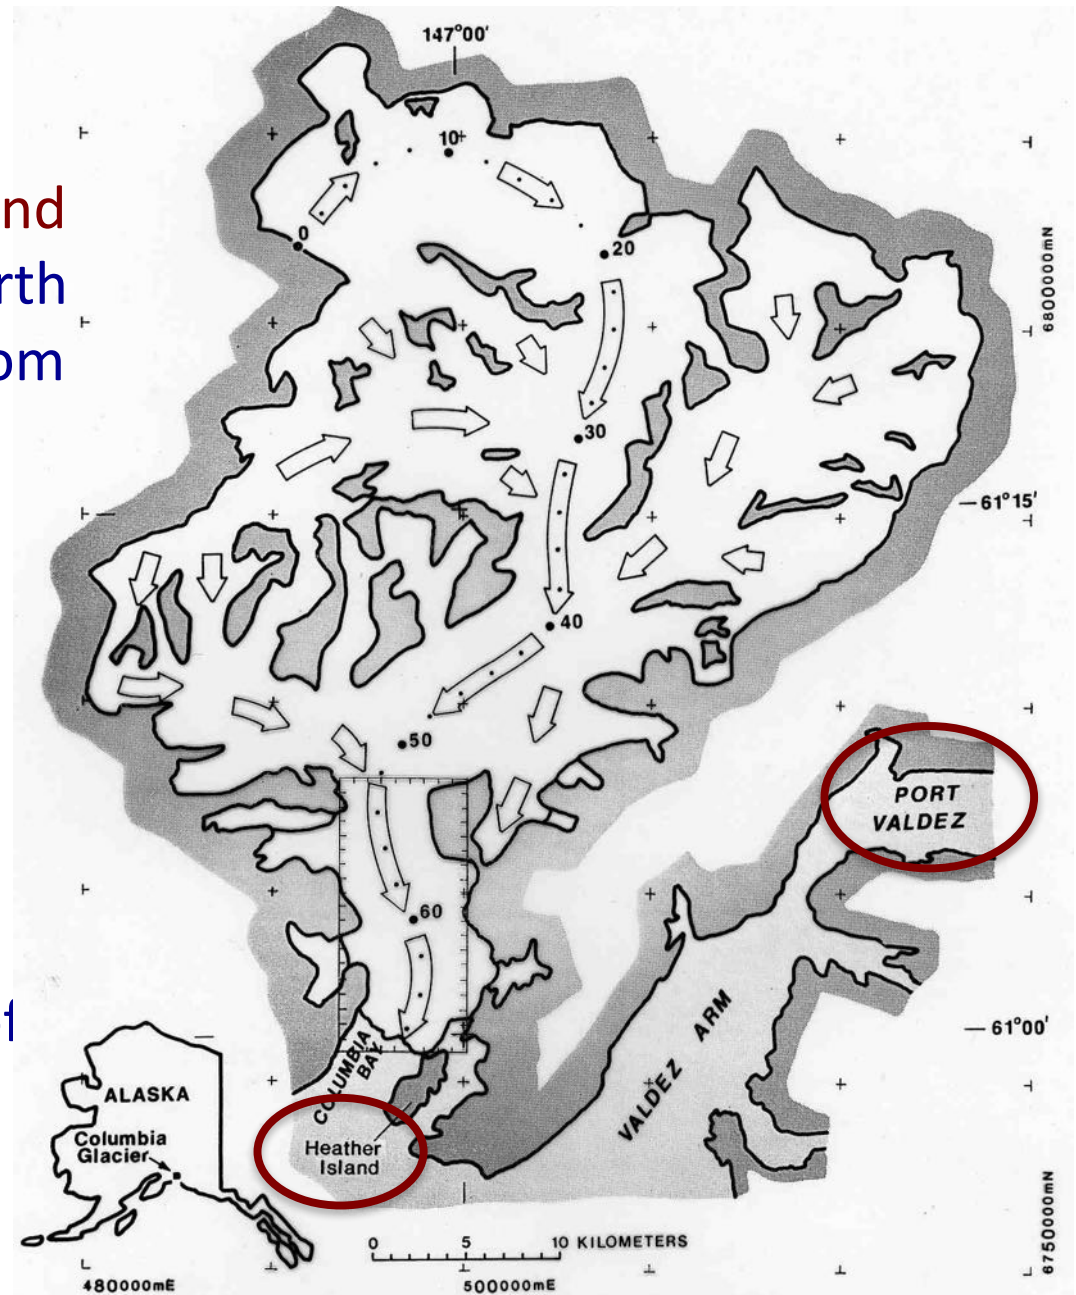 147°00'
10
nd
rth
om
0
20
6800000mN
30
61°15'
40
50
PORT
VALDEZ
60
f
COLUMBIA
BAY
VALDEZ ARM
61°00'
ALASKA
Columbia
Glacier
Heather
Island
0 5 10 KILOMETERS
6750000mN
480000mE
500000mE